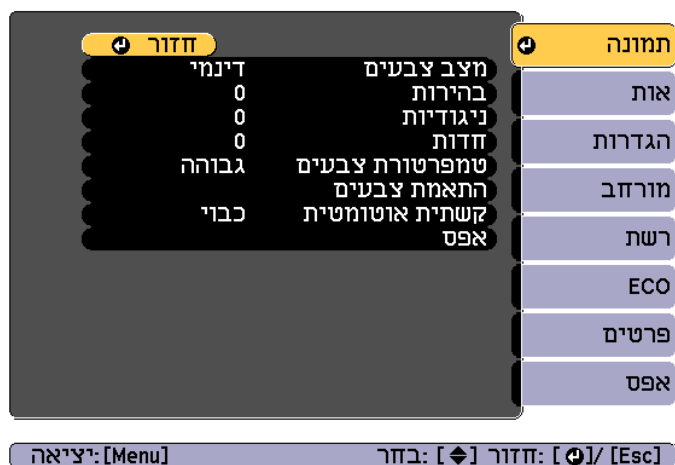 תמונה
אות
הגדרות
מורחב
רשת
ECO
פרטים
אפס
חזור
מצב צבעים דינמי
בהירות 0
ניגודיות 0
חדות 0
טמפרטורת צבעים גבוהה
התאמת צבעים
קשתית אוטומטית כבוי
אפס
[Esc] /[⏎] :חזור [◆] :בחר [Menu]:יציאה